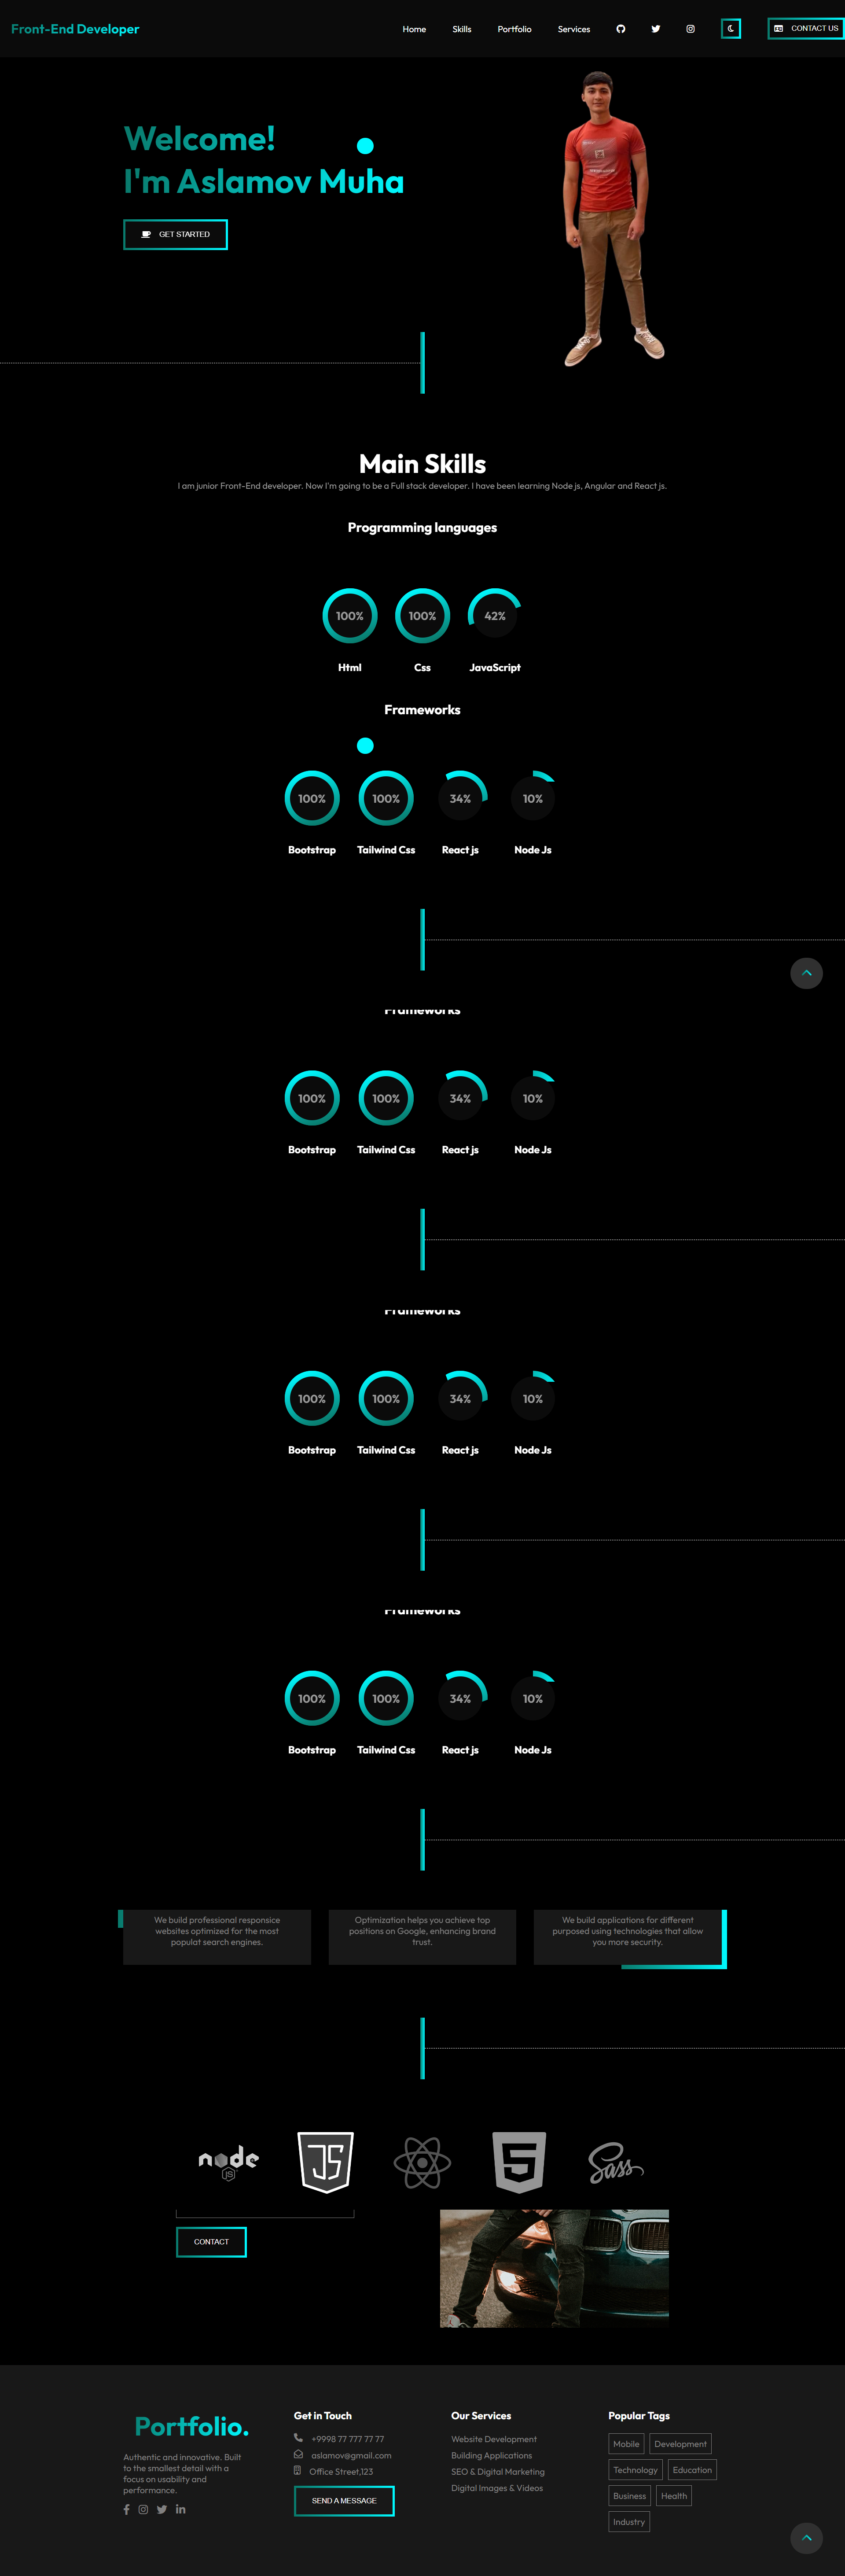 Front-End Developer
Home Skills Portfolio Services CONTACT US
Welcome!
I'm Aslamov Muha
GET STARTED
Main Skills
I am junior Front-End developer. Now I'm going to be a Full stack developer. I have been learning Node js, Angular and React js.
Programming languages
100% 100% 42%
Html Css JavaScript
Frameworks
100% 100% 34% 10%
Bootstrap Tailwind Css React js Node Js
Frameworks
100% 100% 34% 10%
Bootstrap Tailwind Css React js Node Js
Frameworks
100% 100% 34% 10%
Bootstrap Tailwind Css React js Node Js
Frameworks
100% 100% 34% 10%
Bootstrap Tailwind Css React js Node Js
We build professional responsice
websites optimized for the most
populat search engines.
Optimization helps you achieve top
positions on Google, enhancing brand
trust.
We build applications for different
purposed using technologies that allow
you more security.
node JS JS 5 Sass
CONTACT
Portfolio.
Authentic and innovative. Built
to the smallest detail with a
focus on usability and
performance.
Get in Touch
+9998 77 777 77 77
aslamov@gmail.com
Office Street,123
SEND A MESSAGE
Our Services
Website Development
Building Applications
SEO & Digital Marketing
Digital Images & Videos
Popular Tags
Mobile Development
Technology Education
Business Health
Industry